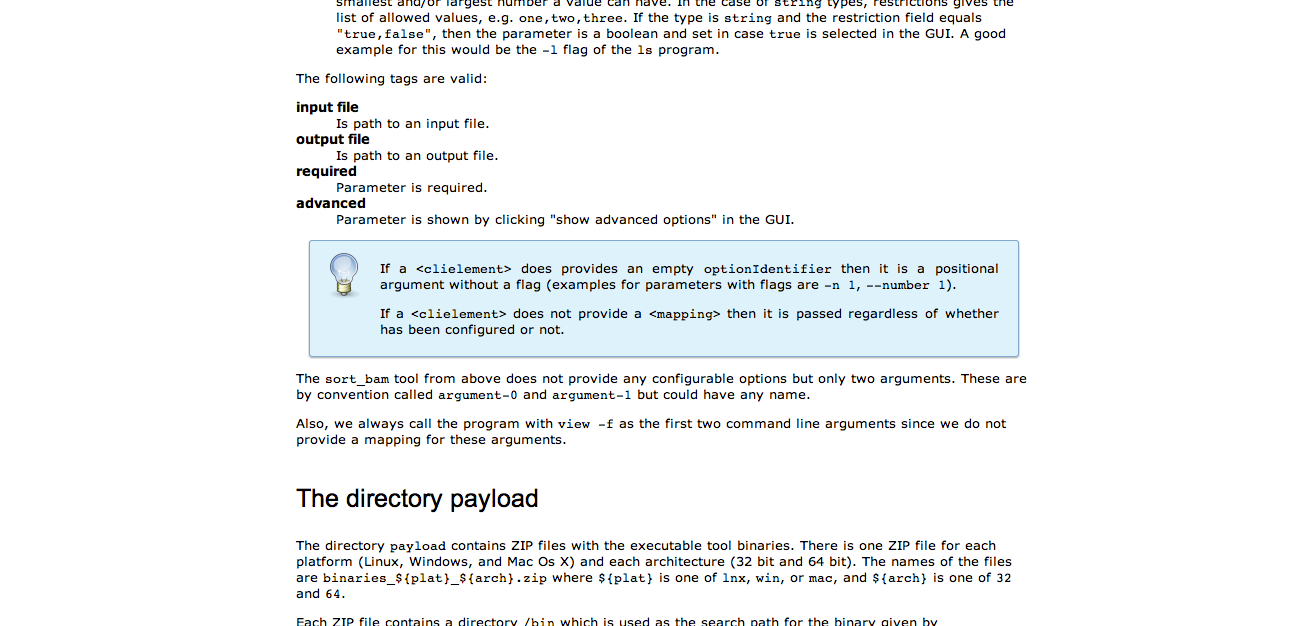 smallest and/or largest number a value can have. In the case of string types, restrictions gives the
list of allowed values, e.g. one,two,three. If the type is string and the restriction field equals
"true,false", then the parameter is a boolean and set in case true is selected in the GUI. A good
example for this would be the -l flag of the ls program.
The following tags are valid:
input file
Is path to an input file.
output file
Is path to an output file.
required
Parameter is required.
advanced
Parameter is shown by clicking "show advanced options" in the GUI.
If a <clielement> does provides an empty optionIdentifier then it is a positional
argument without a flag (examples for parameters with flags are -n 1, --number 1).
If a <clielement> does not provide a <mapping> then it is passed regardless of whether
has been configured or not.
The sort_bam tool from above does not provide any configurable options but only two arguments. These are
by convention called argument-0 and argument-1 but could have any name.
Also, we always call the program with view -f as the first two command line arguments since we do not
provide a mapping for these arguments.
The directory payload
The directory payload contains ZIP files with the executable tool binaries. There is one ZIP file for each
platform (Linux, Windows, and Mac Os X) and each architecture (32 bit and 64 bit). The names of the files
are binaries_${plat}_${arch}.zip where ${plat} is one of lnx, win, or mac, and ${arch} is one of 32
and 64.
Each ZIP file contains a directory /bin which is used as the search path for the binary given by